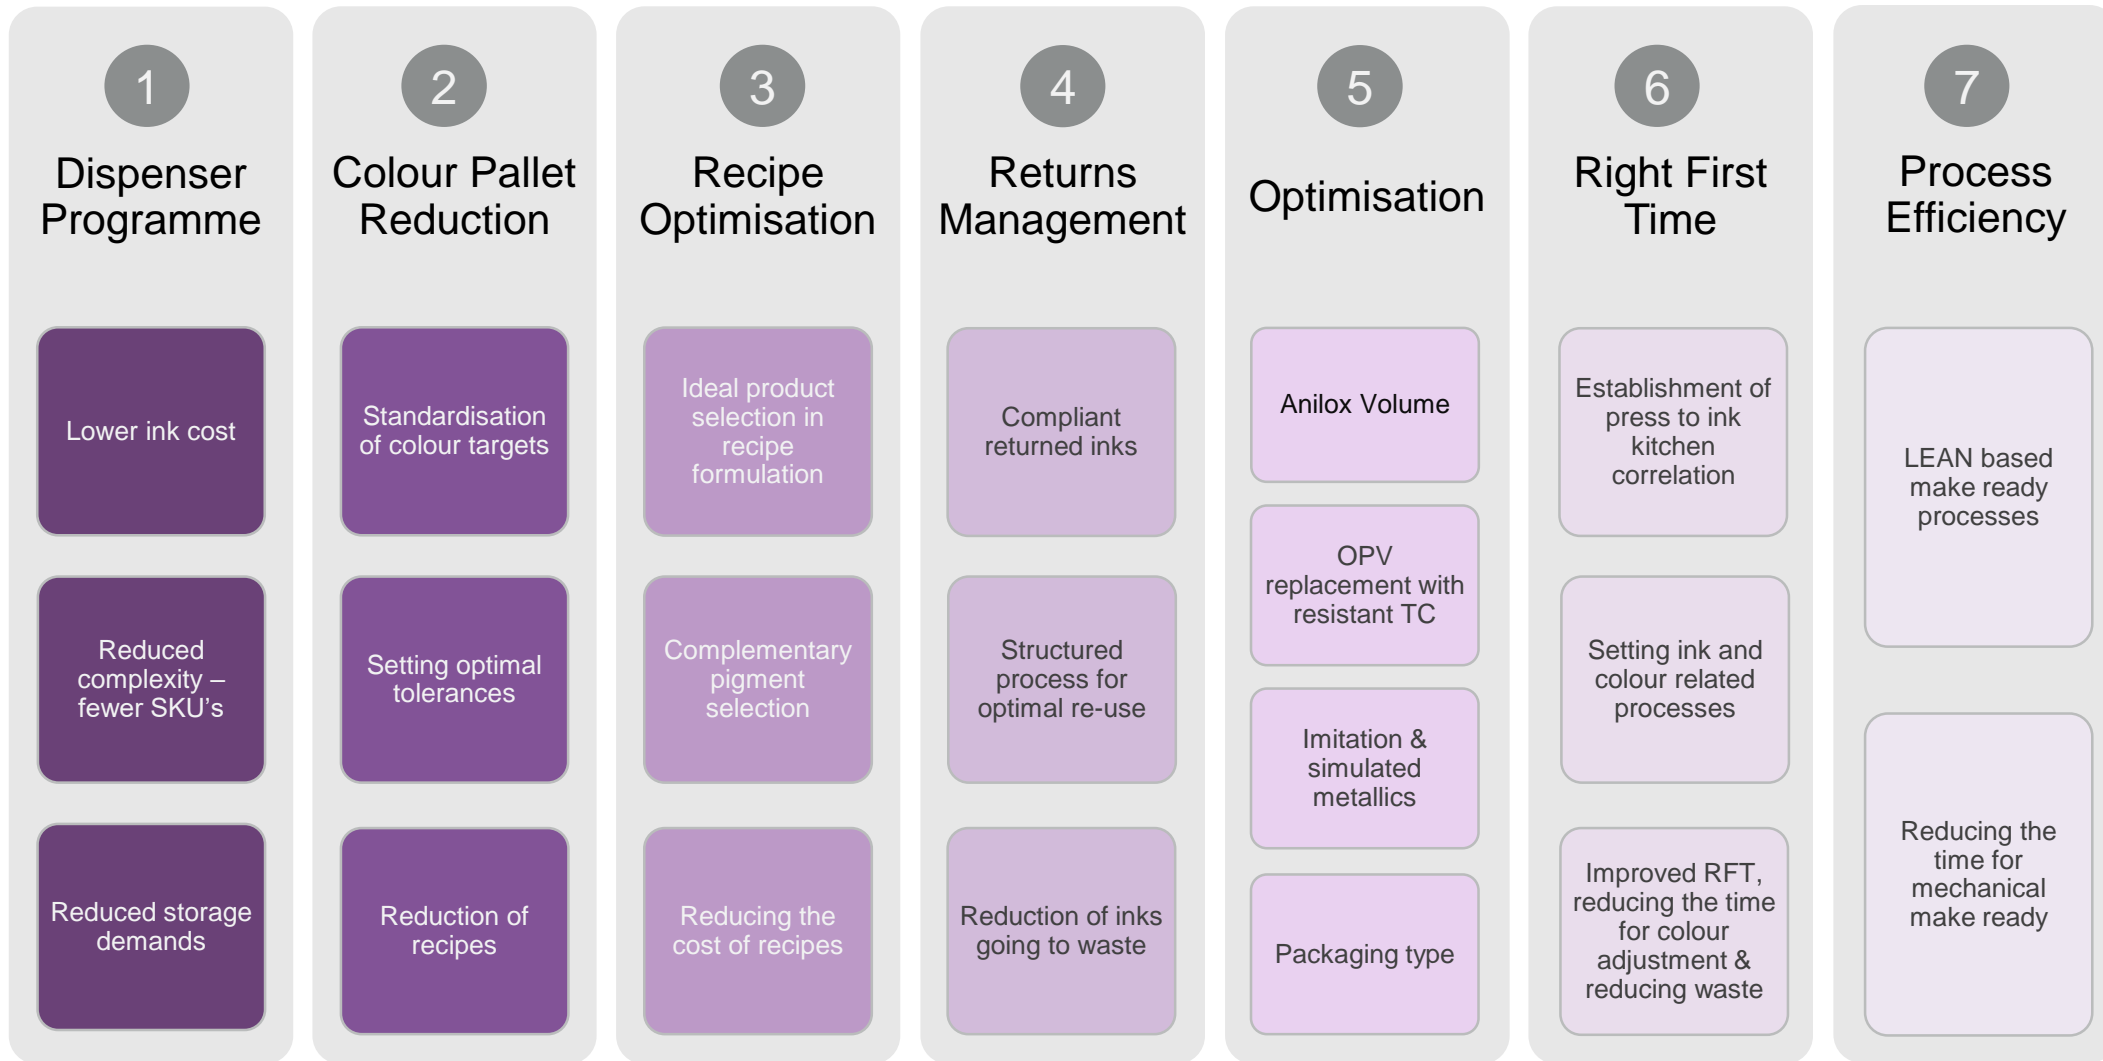 1
Dispenser
Programme
Lower ink cost
Reduced
complexity –
fewer SKU’s
Reduced storage
demands
2
Colour Pallet
Reduction
Standardisation
of colour targets
Setting optimal
tolerances
Reduction of
recipes
3
Recipe
Optimisation
Ideal product
selection in
recipe
formulation
Complementary
pigment
selection
Reducing the
cost of recipes
4
Returns
Management
Compliant
returned inks
Structured
process for
optimal re-use
Reduction of inks
going to waste
5
Optimisation
Anilox Volume
OPV
replacement with
resistant TC
Imitation &
simulated
metallics
Packaging type
6
Right First
Time
Establishment of
press to ink
kitchen
correlation
Setting ink and
colour related
processes
Improved RFT,
reducing the time
for colour
adjustment &
reducing waste
7
Process
Efficiency
LEAN based
make ready
processes
Reducing the
time for
mechanical
make ready